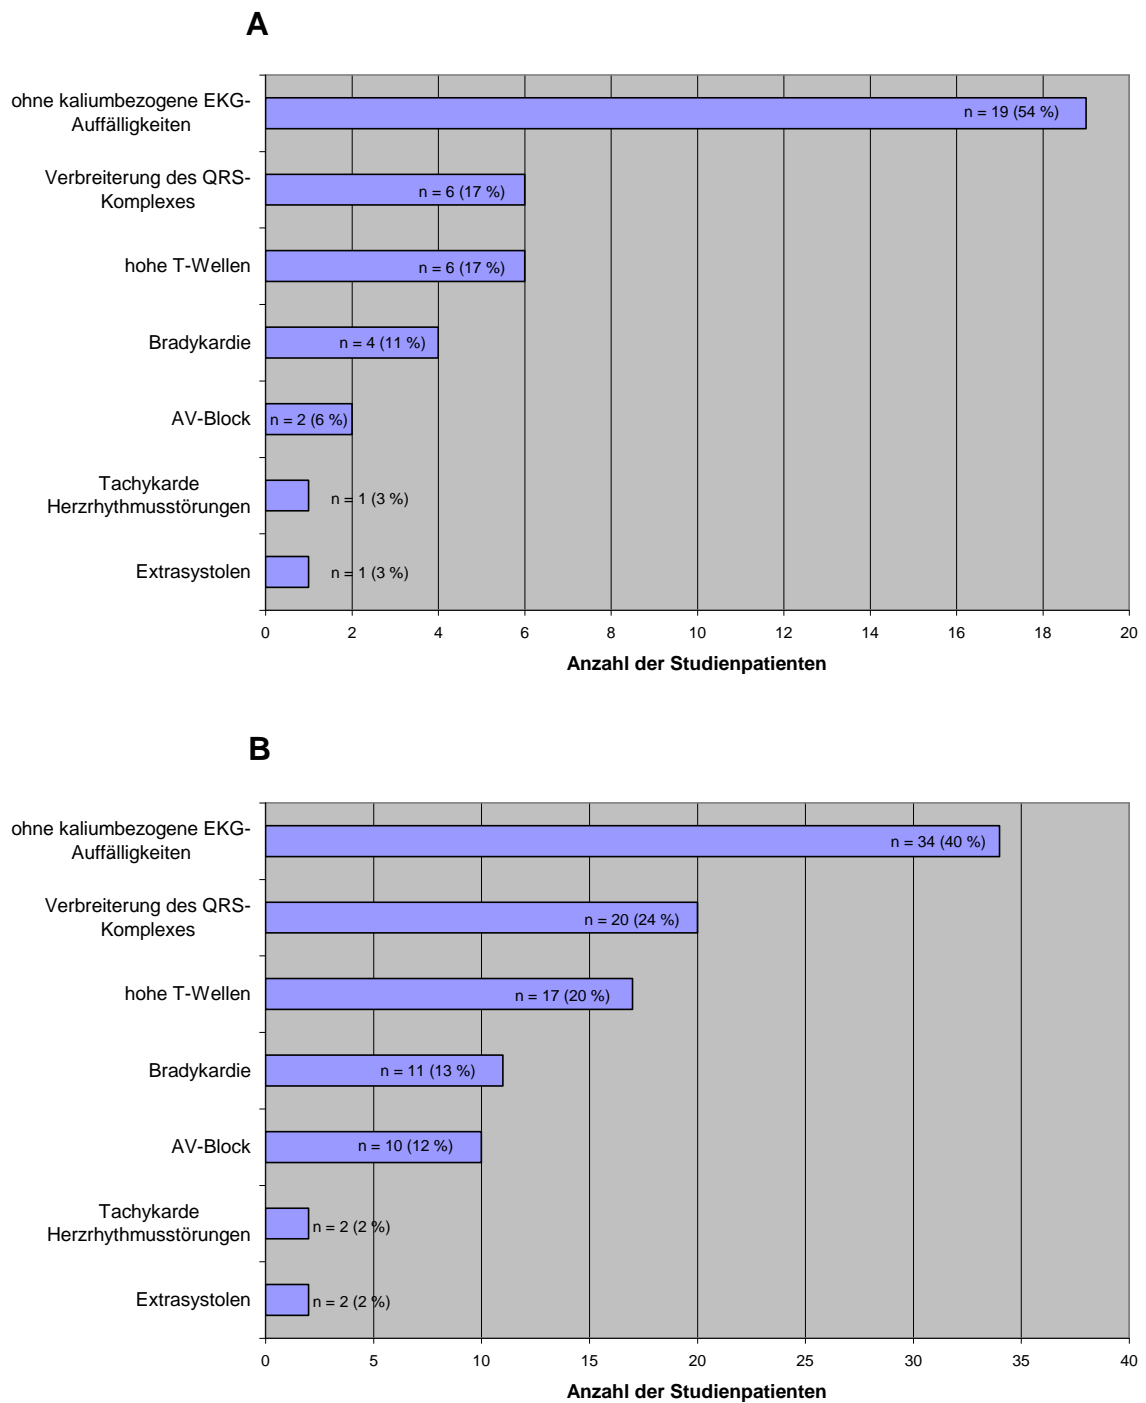 A
ohne kaliumbezogene EKG-
Auffälligkeiten
n = 19 (54 %)
Verbreiterung des QRS-
Komplexes
n = 6 (17 %)
hohe T-Wellen
n = 6 (17 %)
Bradykardie
n = 4 (11 %)
AV-Block
n = 2 (6 %)
Tachykarde
Herzrhythmusstörungen
n = 1 (3 %)
Extrasystolen
n = 1 (3 %)
0 2 4 6 8 10 12 14 16 18 20
Anzahl der Studienpatienten
B
ohne kaliumbezogene EKG-
Auffälligkeiten
n = 34 (40 %)
Verbreiterung des QRS-
Komplexes
n = 20 (24 %)
hohe T-Wellen
n = 17 (20 %)
Bradykardie
n = 11 (13 %)
AV-Block
n = 10 (12 %)
Tachykarde
Herzrhythmusstörungen
n = 2 (2 %)
Extrasystolen
n = 2 (2 %)
0 5 10 15 20 25 30 35 40
Anzahl der Studienpatienten